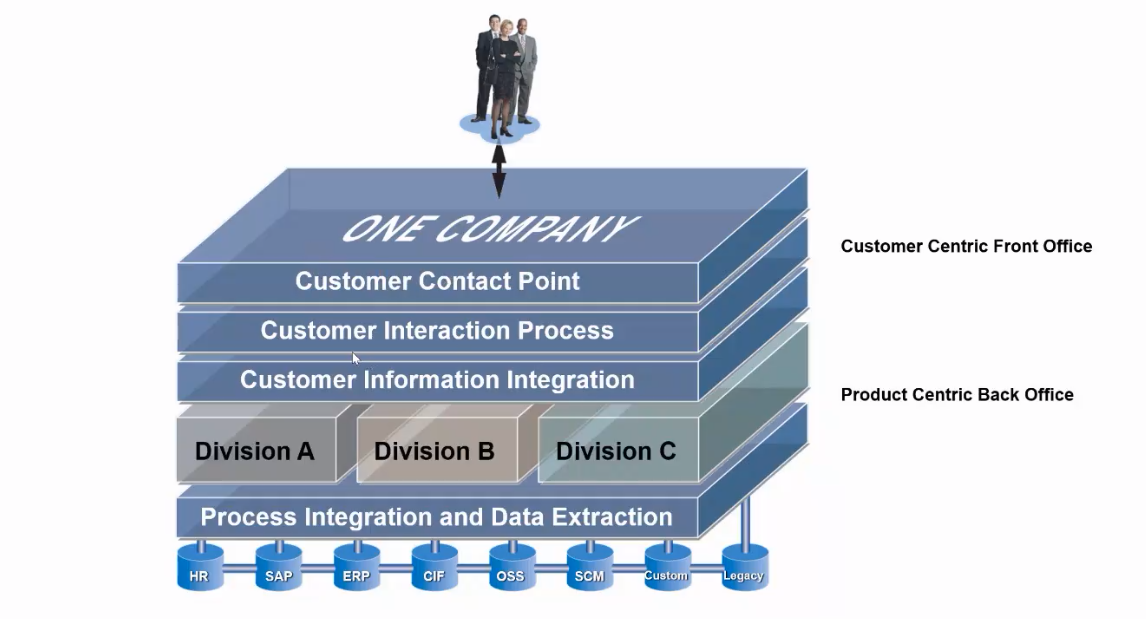 ONE COMPANY
Customer Contact Point
Customer Centric Front Office
Customer Interaction Process
Customer Information Integration
Product Centric Back Office
Division A
Division B
Division C
Process Integration and Data Extraction
HR
SAP
ERP
CIF
OSS
SCM
Custom
Legacy